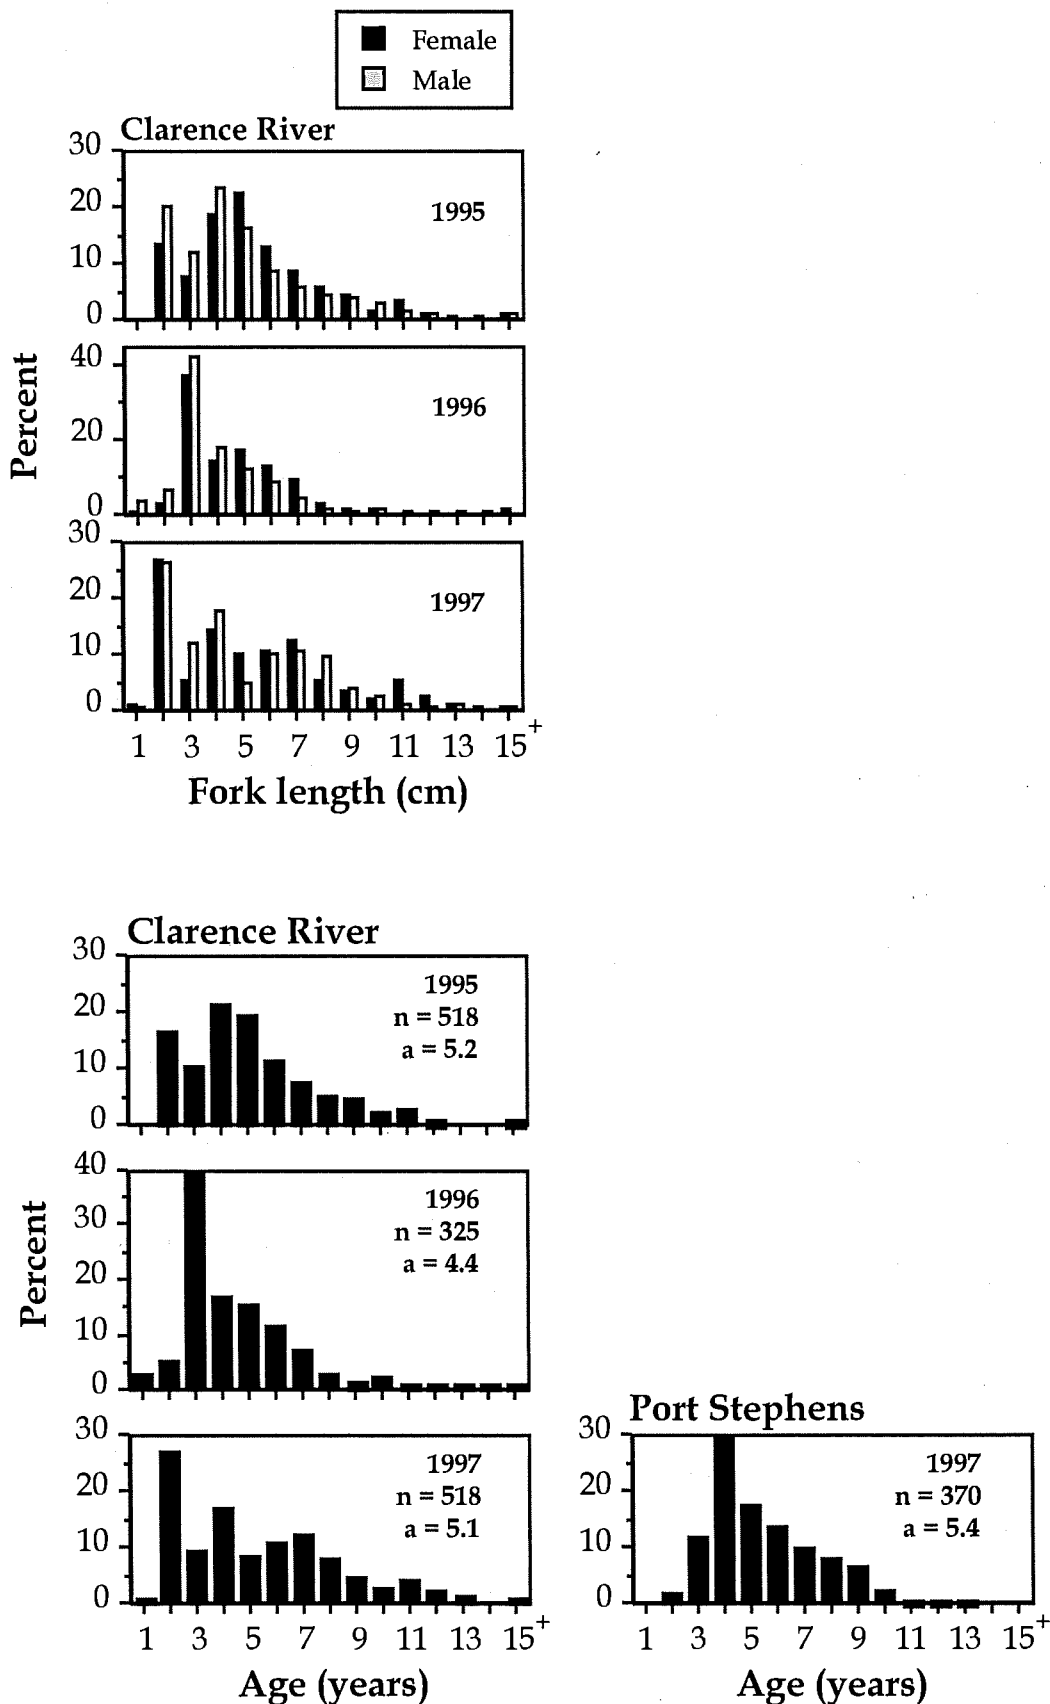 Female
Male
Clarence River
30
20
10
0
1995
Percent
40
20
0
1996
30
20
10
0
1997
1 3 5 7 9 11 13 15+
Fork length (cm)
Clarence River
30
20
10
0
1995
n = 518
a = 5.2
Percent
40
30
20
10
0
1996
n = 325
a = 4.4
30
20
10
0
1997
n = 518
a = 5.1
1 3 5 7 9 11 13 15+
Age (years)
Port Stephens
30
20
10
0
1997
n = 370
a = 5.4
1 3 5 7 9 11 13 15+
Age (years)